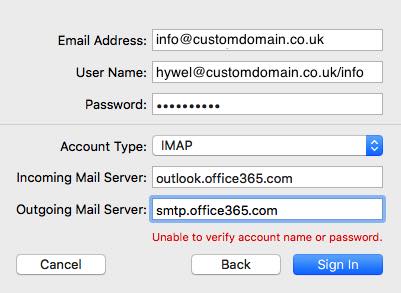 Email Address: info@customdomain.co.uk
User Name: hywel@customdomain.co.uk/info
Password: ••••••••••
Account Type: IMAP
Incoming Mail Server: outlook.office365.com
Outgoing Mail Server: smtp.office365.com
Unable to verify account name or password.
Cancel Back Sign In